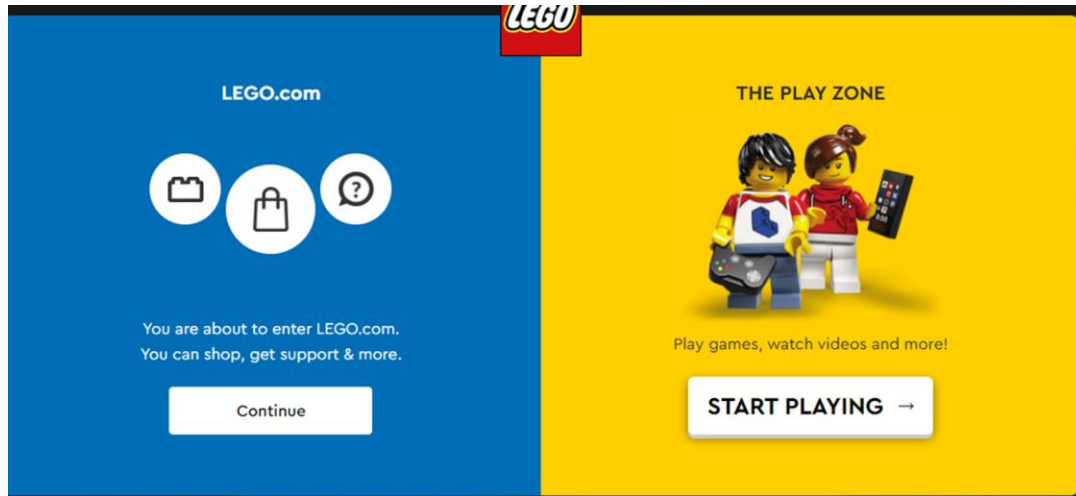 LEGO
LEGO.com
You are about to enter LEGO.com.
You can shop, get support & more.
Continue
THE PLAY ZONE
Play games, watch videos and more!
START PLAYING →